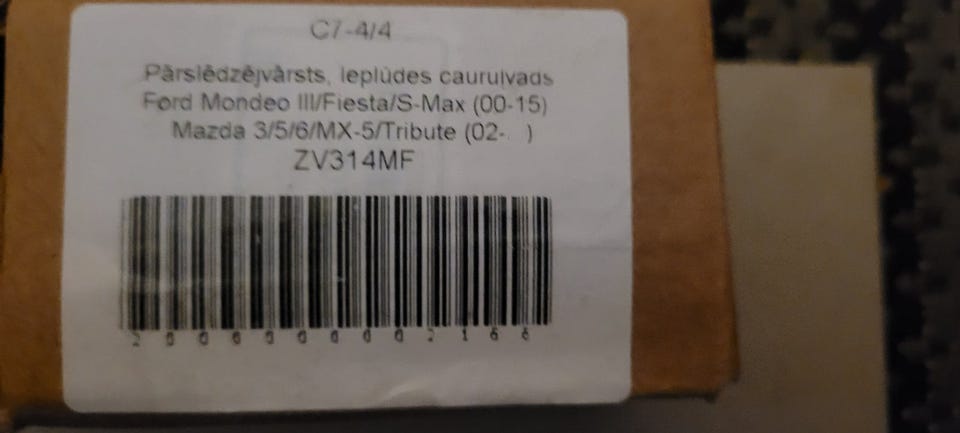 C7-4/4
Pārslēdzējvārsts, Ieplūdes cauruļvads
Ford Mondeo III/Fiesta/S-Max (00-15)
Mazda 3/5/6/MX-5/Tribute (02-. )
ZV314MF